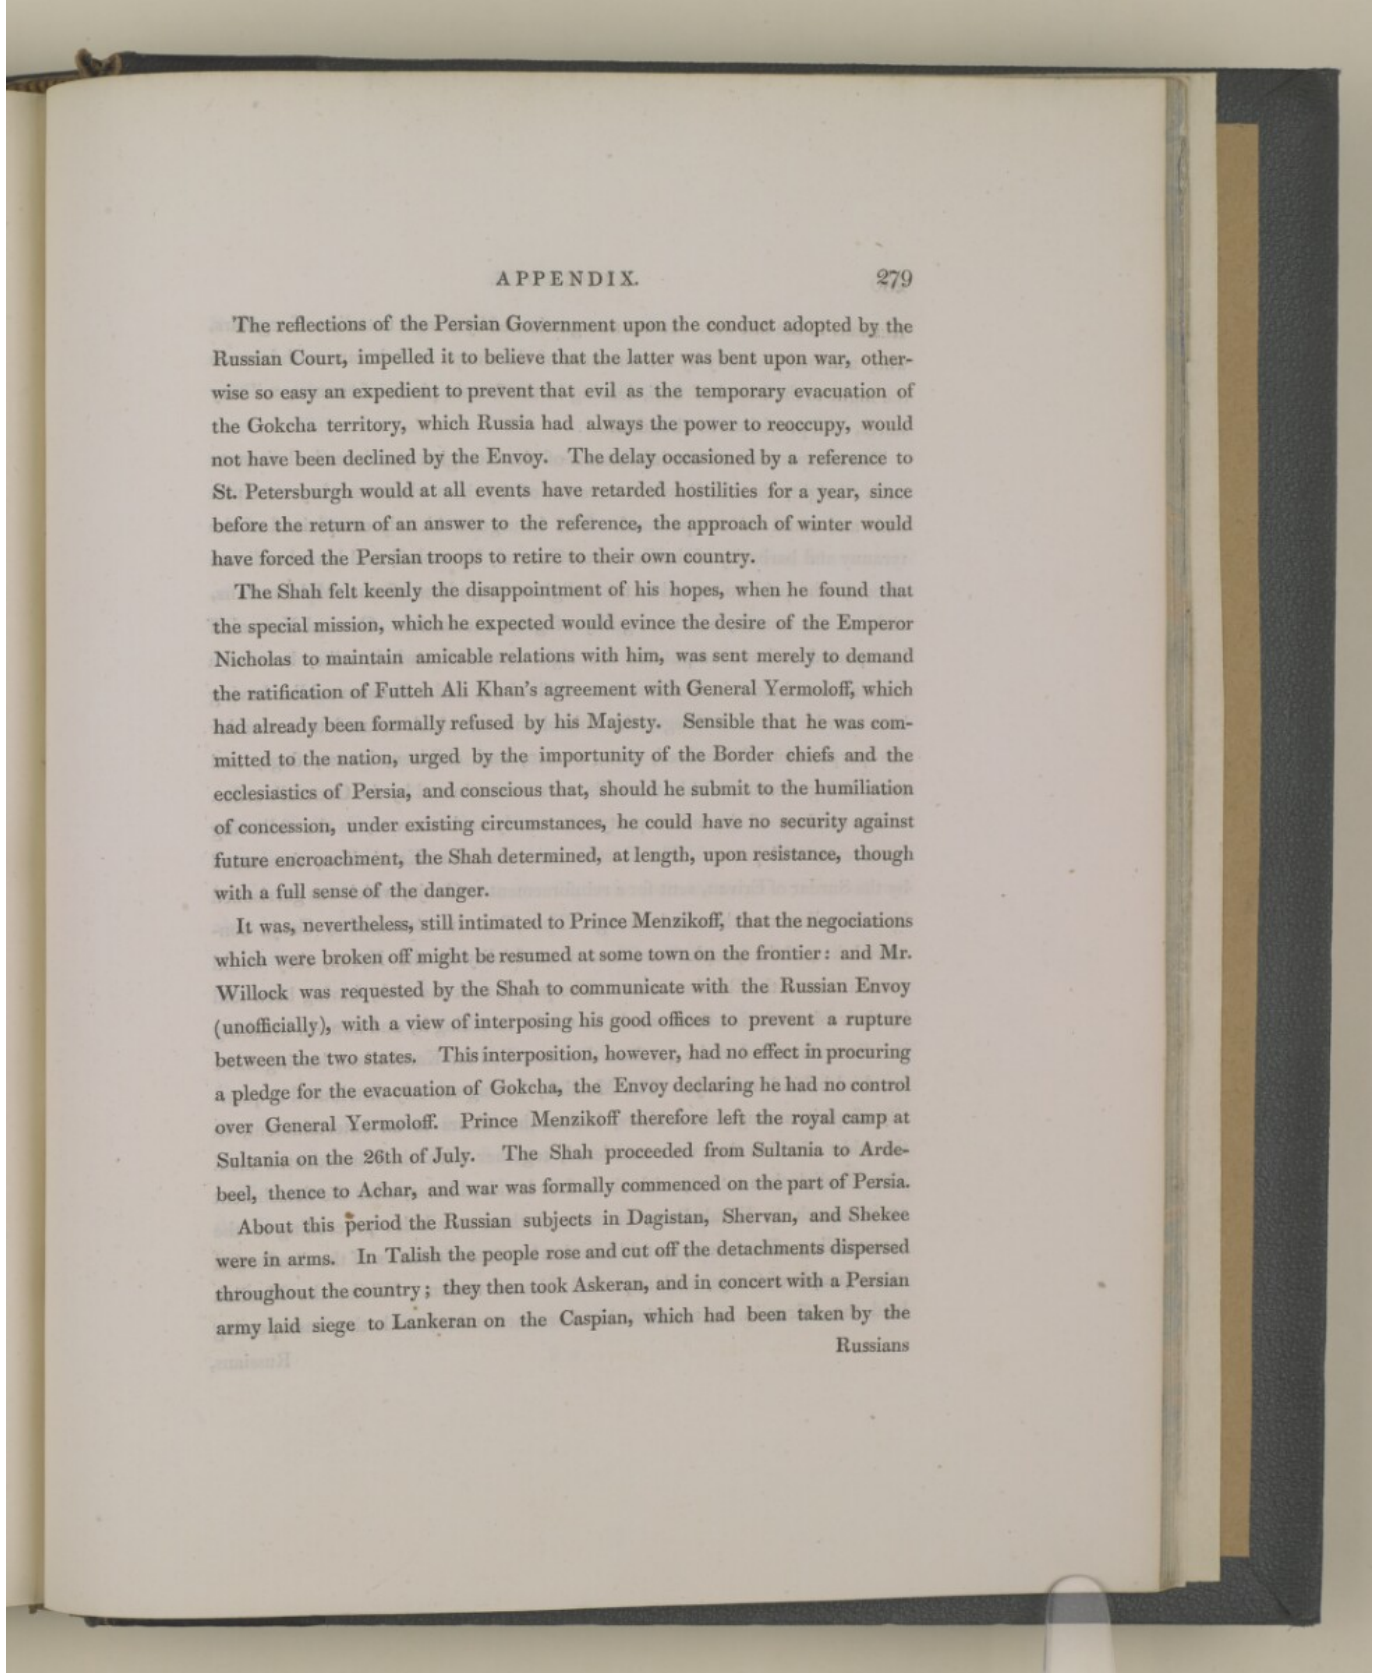 APPENDIX. 279
The reflections of the Persian Government upon the conduct adopted by the
Russian Court, impelled it to believe that the latter was bent upon war, other-
wise so easy an expedient to prevent that evil as the temporary evacuation of
the Gokcha territory, which Russia had always the power to reoccupy, would
not have been declined by the Envoy. The delay occasioned by a reference to
St. Petersburgh would at all events have retarded hostilities for a year, since
before the return of an answer to the reference, the approach of winter would
have forced the Persian troops to retire to their own country.
The Shah felt keenly the disappointment of his hopes, when he found that
the special mission, which he expected would evince the desire of the Emperor
Nicholas to maintain amicable relations with him, was sent merely to demand
the ratification of Futteh Ali Khan's agreement with General Yermoloff, which
had already been formally refused by his Majesty. Sensible that he was com-
mitted to the nation, urged by the importunity of the Border chiefs and the
ecclesiastics of Persia, and conscious that, should he submit to the humiliation
of concession, under existing circumstances, he could have no security against
future encroachment, the Shah determined, at length, upon resistance, though
with a full sense of the danger.
It was, nevertheless, still intimated to Prince Menzikoff, that the negociations
which were broken off might be resumed at some town on the frontier: and Mr.
Willock was requested by the Shah to communicate with the Russian Envoy
(unofficially), with a view of interposing his good offices to prevent a rupture
between the two states. This interposition, however, had no effect in procuring
a pledge for the evacuation of Gokcha, the Envoy declaring he had no control
over General Yermoloff. Prince Menzikoff therefore left the royal camp at
Sultania on the 26th of July. The Shah proceeded from Sultania to Arde-
beel, thence to Achar, and war was formally commenced on the part of Persia.
About this period the Russian subjects in Dagistan, Shervan, and Shekee
were in arms. In Talish the people rose and cut off the detachments dispersed
throughout the country; they then took Askeran, and in concert with a Persian
army laid siege to Lankeran on the Caspian, which had been taken by the
Russians